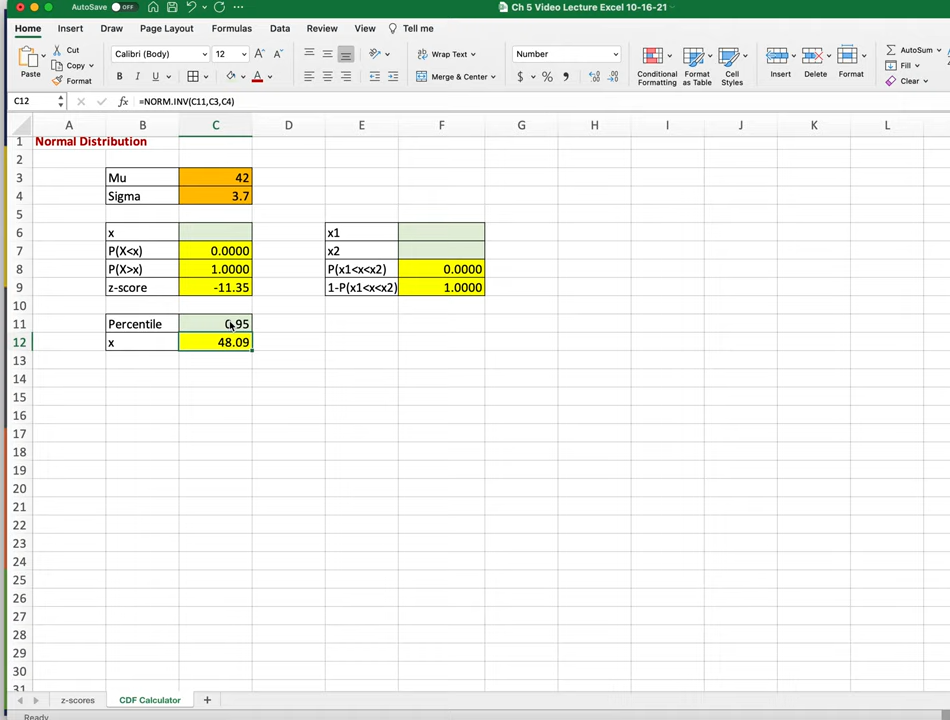 AutoSave OFF
Ch 5 Video Lecture Excel 10-16-21
Home Insert Draw Page Layout Formulas Data Review View Tell me
Paste
Cut
Copy
Format
Calibri (Body) 12 A A
B I U A
Wrap Text
Merge & Center
Number
$ % ,
Conditional Formatting
Format as Table
Cell Styles
Insert
Delete
Format
AutoSum
Fill
Clear
C12 fx =NORM.INV(C11,C3,C4)
A B C D E F G H I J K L
1 Normal Distribution
2
3 Mu 42
4 Sigma 3.7
5
6 x x1
7 P(X<x) 0.0000 x2
8 P(X>x) 1.0000 P(x1<x<x2) 0.0000
9 z-score -11.35 1-P(x1<x<x2) 1.0000
10
11 Percentile 0.95
12 x 48.09
13
14
15
16
17
18
19
20
21
22
23
24
25
26
27
28
29
30
31
z-scores CDF Calculator +
Ready